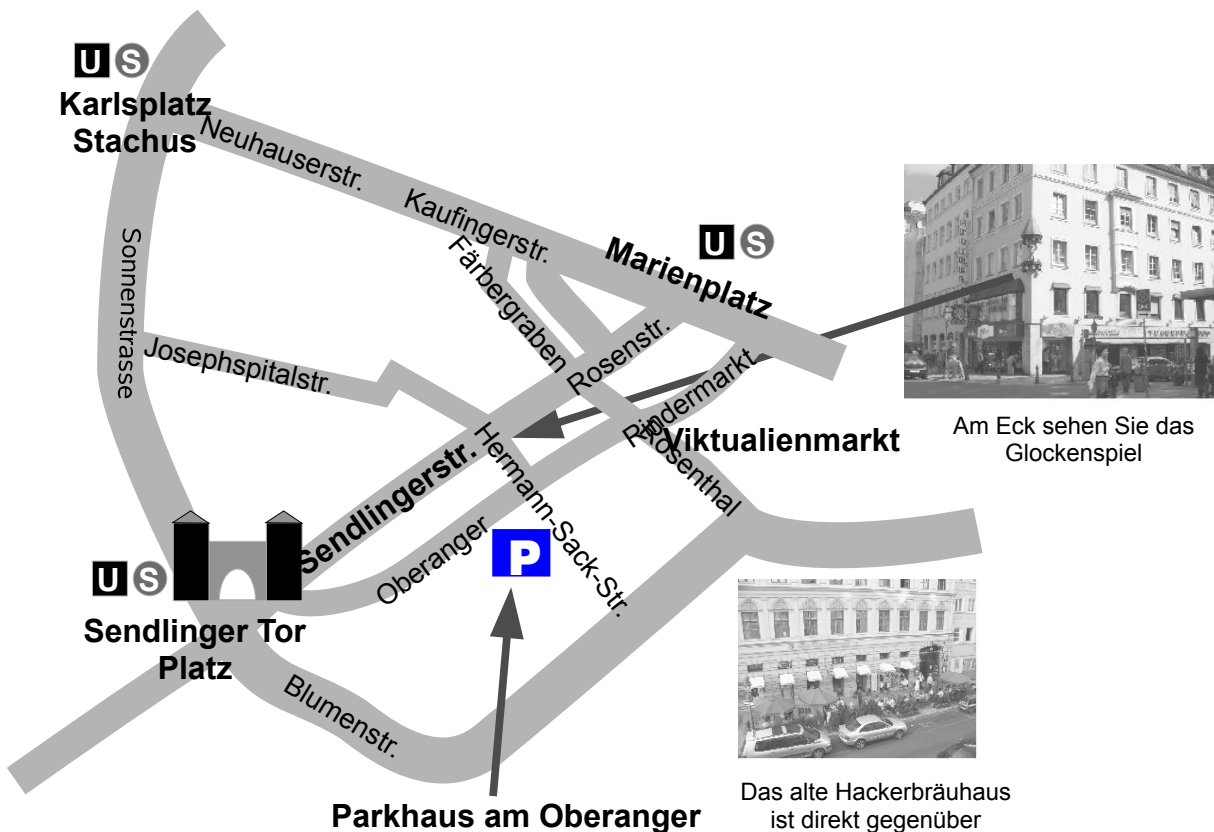 U S
Karlsplatz
Stachus
Neuhauserstr.
Kaufingerstr.
U S
Marienplatz
Färbergraben
Sonnenstrasse
Josephspitalstr.
Rosenstr.
Rindermarkt
Viktualienmarkt
Rosenthal
Am Eck sehen Sie das
Glockenspiel
Sendlingerstr.
Hermann-Sack-Str.
Oberanger
P
U S
Sendlinger Tor
Platz
Blumenstr.
Parkhaus am Oberanger
Das alte Hackerbräuhaus
ist direkt gegenüber